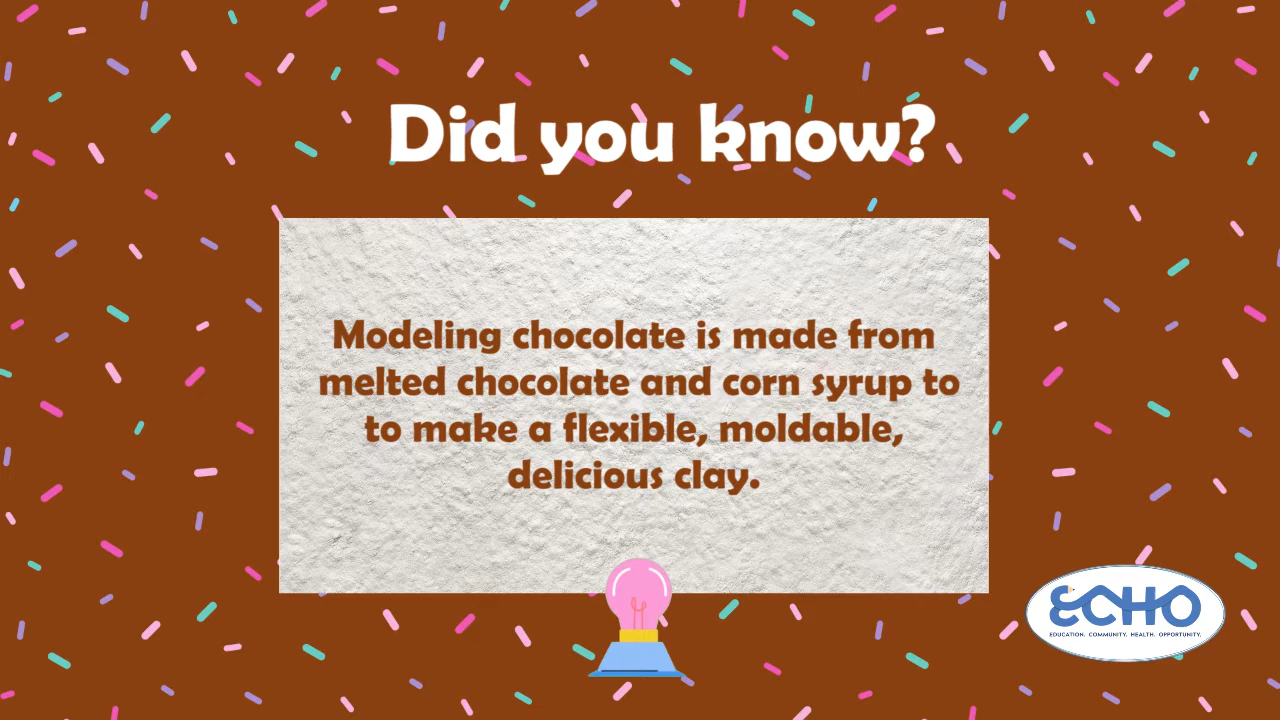 Did you know?
Modeling chocolate is made from
melted chocolate and corn syrup to
to make a flexible, moldable,
delicious clay.
ECHO
EDUCATION. COMMUNITY. HEALTH. OPPORTUNITY.